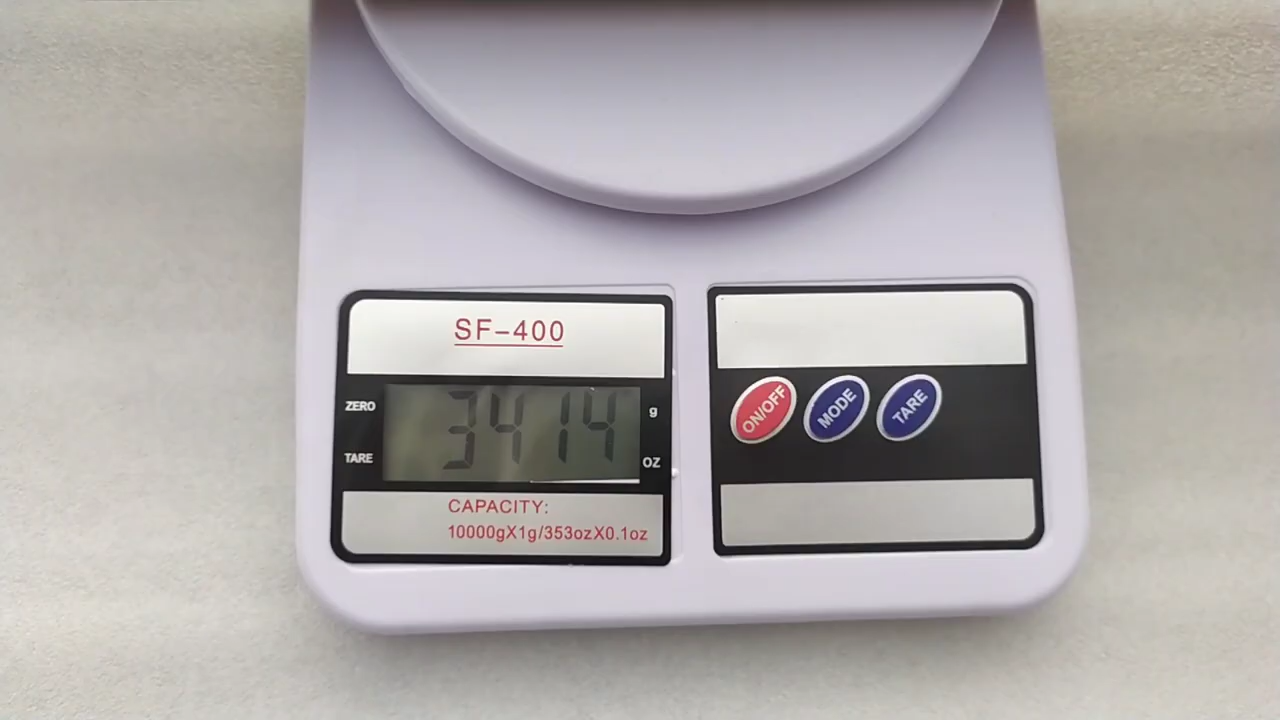 SF-400
ZERO
3414
g
TARE
OZ
CAPACITY:
10000gX1g/353ozX0.1oz
ON/OFF
MODE
TARE